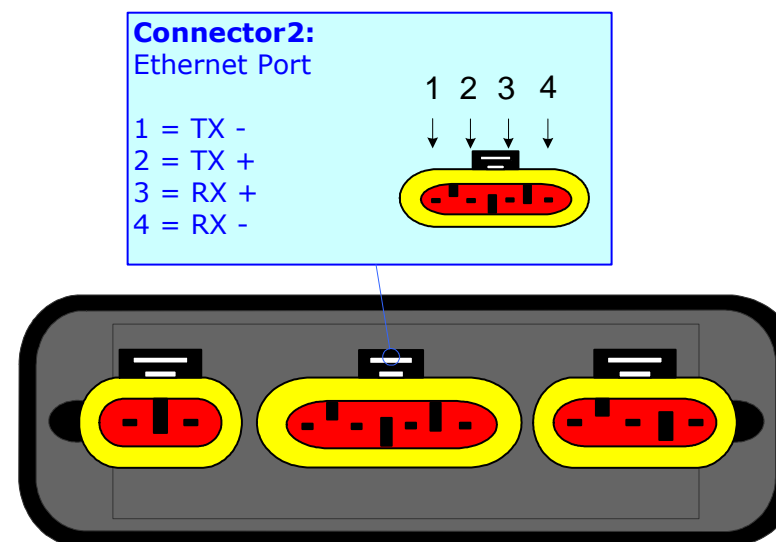 Connector2:
Ethernet Port
1 2 3 4
1 = TX -
2 = TX +
3 = RX +
4 = RX -